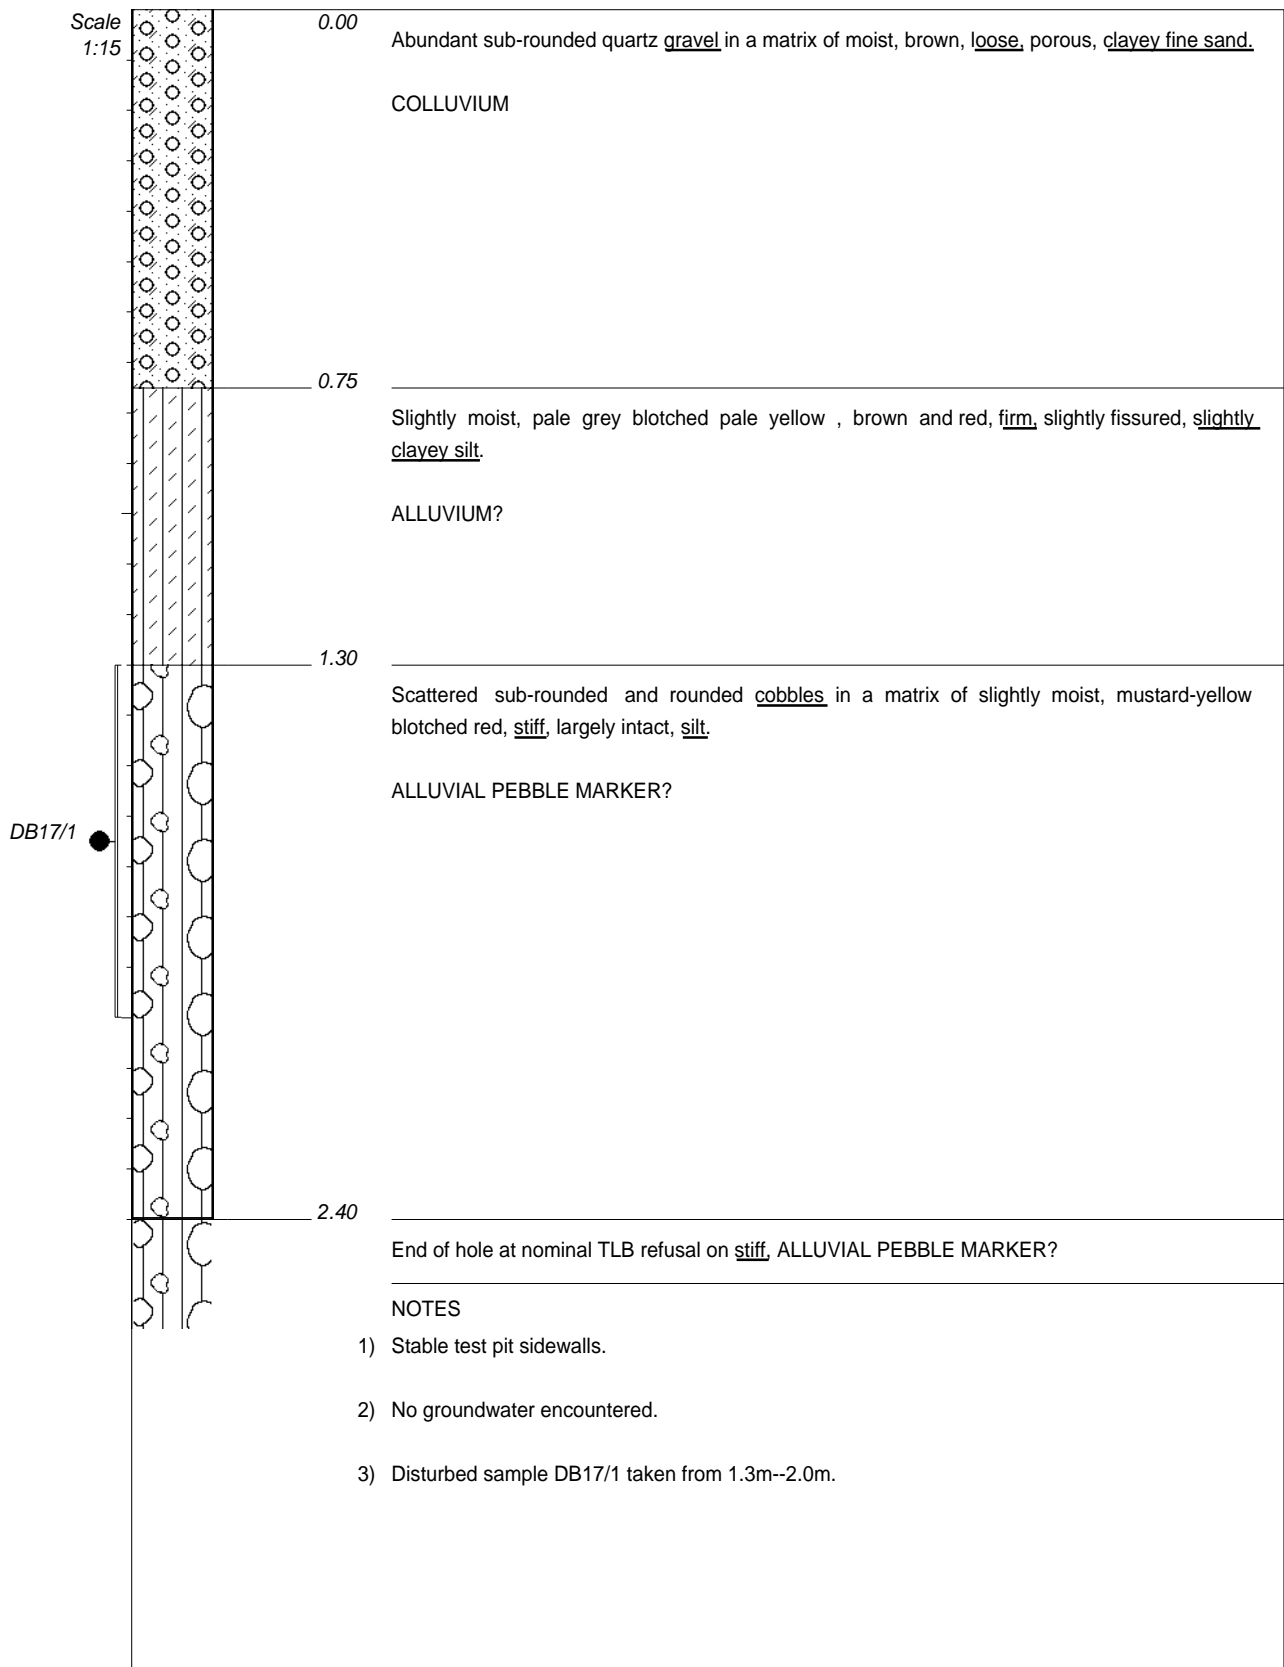 Scale
1:15
0.00
Abundant sub-rounded quartz gravel in a matrix of moist, brown, loose, porous, clayey fine sand.
COLLUVIUM
0.75
Slightly moist, pale grey blotched pale yellow , brown and red, firm, slightly fissured, slightly
clayey silt.
ALLUVIUM?
1.30
Scattered sub-rounded and rounded cobbles in a matrix of slightly moist, mustard-yellow
blotched red, stiff, largely intact, silt.
ALLUVIAL PEBBLE MARKER?
DB17/1
2.40
End of hole at nominal TLB refusal on stiff, ALLUVIAL PEBBLE MARKER?
NOTES
1) Stable test pit sidewalls.
2) No groundwater encountered.
3) Disturbed sample DB17/1 taken from 1.3m--2.0m.